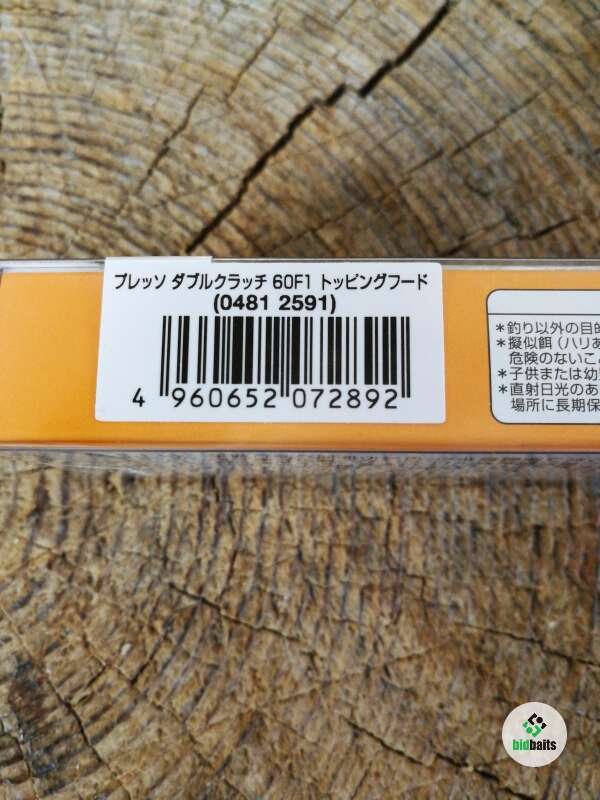 プレッソ ダブルクラッチ 60F1 トッピングフード
(0481 2591)
4 960652 072892
*釣り以外の目的
*擬似餌(ハリあ
危険のないこ
*子供または幼
*直射日光のあ
場所に長期保
bidbaits